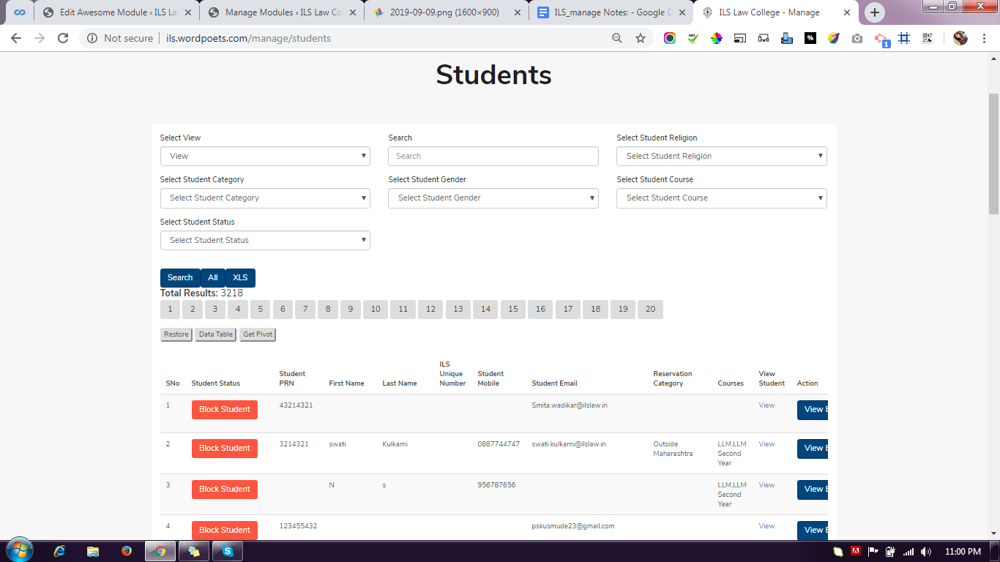 Edit Awesome Module ‹ ILS La
Manage Modules ‹ ILS Law Co
2019-09-09.png (1600×900)
ILS_manage Notes: - Google D
ILS Law College - Manage
Not secure | ils.wordpoets.com/manage/students
ABC
%
1
Students
Select View
Search
Select Student Religion
View
Search
Select Student Religion
Select Student Category
Select Student Gender
Select Student Course
Select Student Category
Select Student Gender
Select Student Course
Select Student Status
Select Student Status
Search All XLS
Total Results: 3218
1 2 3 4 5 6 7 8 9 10 11 12 13 14 15 16 17 18 19 20
Restore Data Table Get Pivot
SNo Student Status Student PRN First Name Last Name ILS Unique Number Student Mobile Student Email Reservation Category Courses View Student Action
1 Block Student 43214321 Smita.wadikar@ilslaw.in View View E
2 Block Student 3214321 swati Kulkarni 0887744747 swati.kulkarni@ilslaw.in Outside Maharashtra LLM,LLM Second Year View View E
3 Block Student N s 956787656 LLM,LLM Second Year View View E
4 Block Student 123455432 pskusmude23@gmail.com View View E
11:00 PM